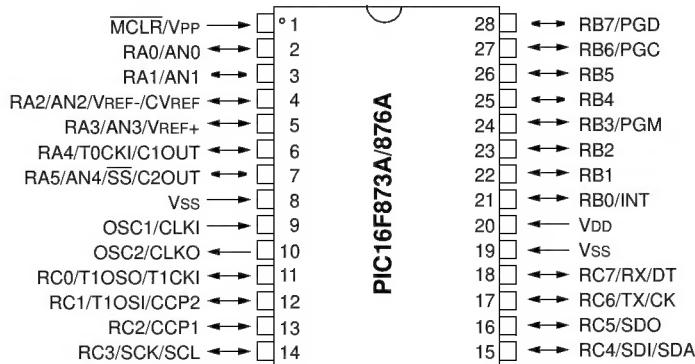 MCLR/VPP 1 28 RB7/PGD
RA0/AN0 2 27 RB6/PGC
RA1/AN1 3 26 RB5
RA2/AN2/VREF-/CVREF 4 25 RB4
RA3/AN3/VREF+ 5 24 RB3/PGM
RA4/T0CKI/C1OUT 6 23 RB2
RA5/AN4/SS/C2OUT 7 22 RB1
VSS 8 21 RB0/INT
OSC1/CLKI 9 20 VDD
OSC2/CLKO 10 19 VSS
RC0/T1OSO/T1CKI 11 18 RC7/RX/DT
RC1/T1OSI/CCP2 12 17 RC6/TX/CK
RC2/CCP1 13 16 RC5/SDO
RC3/SCK/SCL 14 15 RC4/SDI/SDA
PIC16F873A/876A